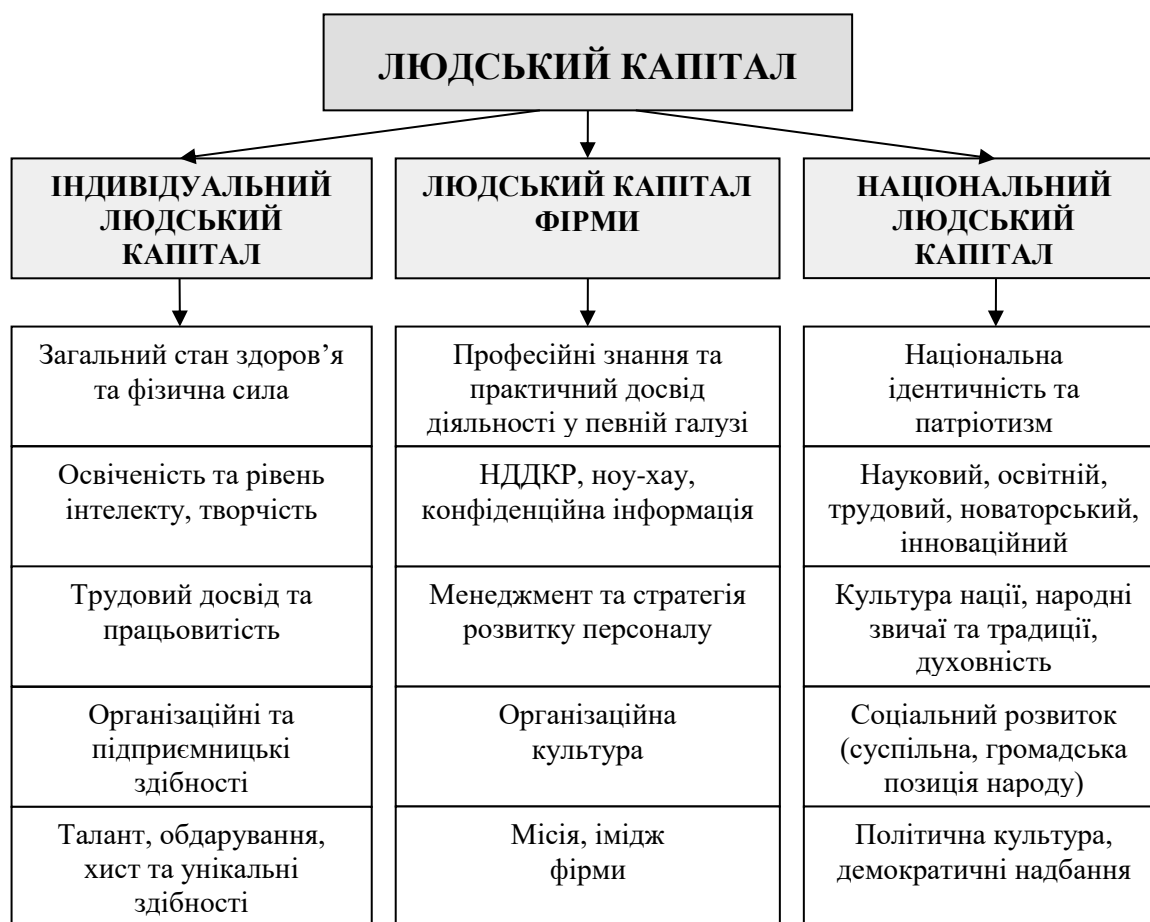 ЛЮДСЬКИЙ КАПІТАЛ
ІНДИВІДУАЛЬНИЙ
ЛЮДСЬКИЙ
КАПІТАЛ
Загальний стан здоров’я
та фізична сила
Освіченість та рівень
інтелекту, творчість
Трудовий досвід та
працьовитість
Організаційні та
підприємницькі
здібності
Талант, обдарування,
хист та унікальні
здібності
ЛЮДСЬКИЙ КАПІТАЛ
ФІРМИ
Професійні знання та
практичний досвід
діяльності у певній галузі
НДДКР, ноу-хау,
конфіденційна інформація
Менеджмент та стратегія
розвитку персоналу
Організаційна
культура
Місія, імідж
фірми
НАЦІОНАЛЬНИЙ
ЛЮДСЬКИЙ
КАПІТАЛ
Національна
ідентичність та
патріотизм
Науковий, освітній,
трудовий, новаторський,
інноваційний
Культура нації, народні
звичаї та традиції,
духовність
Соціальний розвиток
(суспільна, громадська
позиція народу)
Політична культура,
демократичні надбання